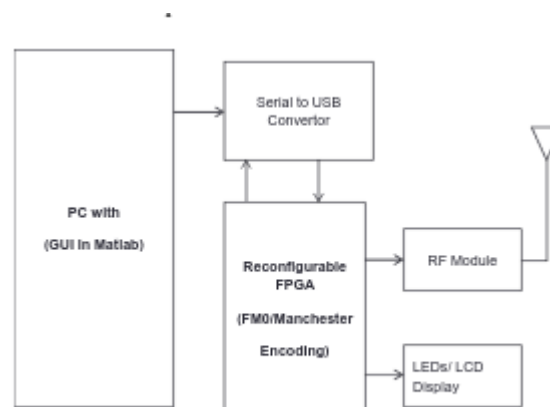 PC with
(GUI in Matlab)
Serial to USB
Convertor
Reconfigurable
FPGA
(FM0/Manchester
Encoding)
RF Module
LEDs/ LCD
Display